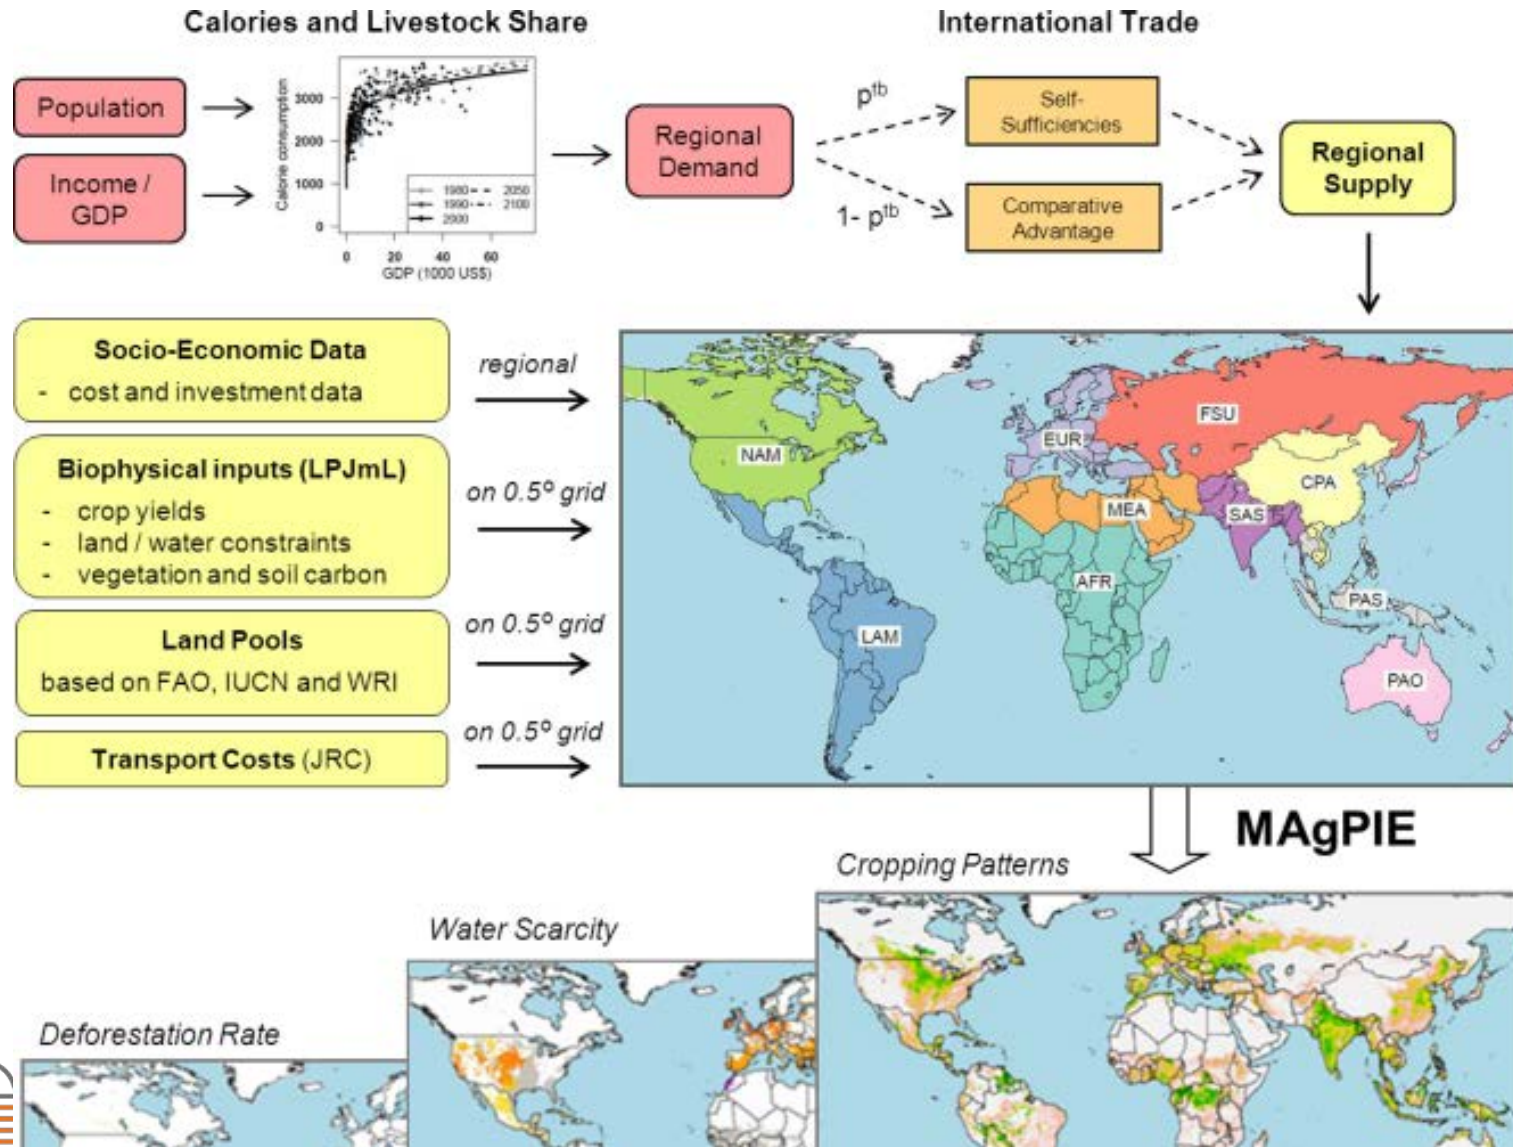 Calories and Livestock Share
International Trade
Population
Income /
GDP
Calorie consumption
3000
2000
1000
0
0 20 40 60
GDP (1000 US$)
1980 2050
1990 2100
2000
Regional
Demand
p^tb
1- p^tb
Self-
Sufficiencies
Comparative
Advantage
Regional
Supply
Socio-Economic Data
- cost and investment data
regional
Biophysical inputs (LPJmL)
- crop yields
- land / water constraints
- vegetation and soil carbon
on 0.5º grid
Land Pools
based on FAO, IUCN and WRI
on 0.5º grid
Transport Costs (JRC)
on 0.5º grid
NAM
LAM
EUR
FSU
MEA
AFR
SAS
CPA
PAS
PAO
MAgPIE
Cropping Patterns
Water Scarcity
Deforestation Rate